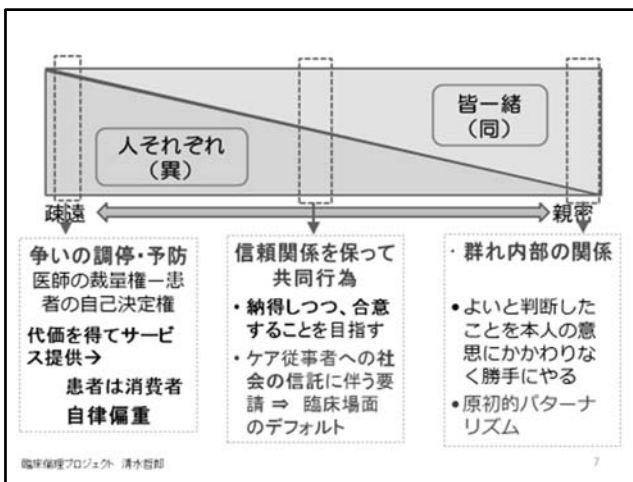 皆一緒
(同)
人それぞれ
(異)
疎遠
親密
争いの調停・予防
医師の裁量権ー患
者の自己決定権
代価を得てサービ
ス提供→
患者は消費者
自律偏重
信頼関係を保って
共同行為
• 納得しつつ、合意
することを目指す
• ケア従事者への社
会の信託に伴う要
請 ⇒ 臨床場面
のデフォルト
・ 群れ内部の関係
• よいと判断した
ことを本人の意
思にかかわりな
く勝手にやる
• 原初的パターナ
リズム
臨床倫理プロジェクト 清水哲郎
7